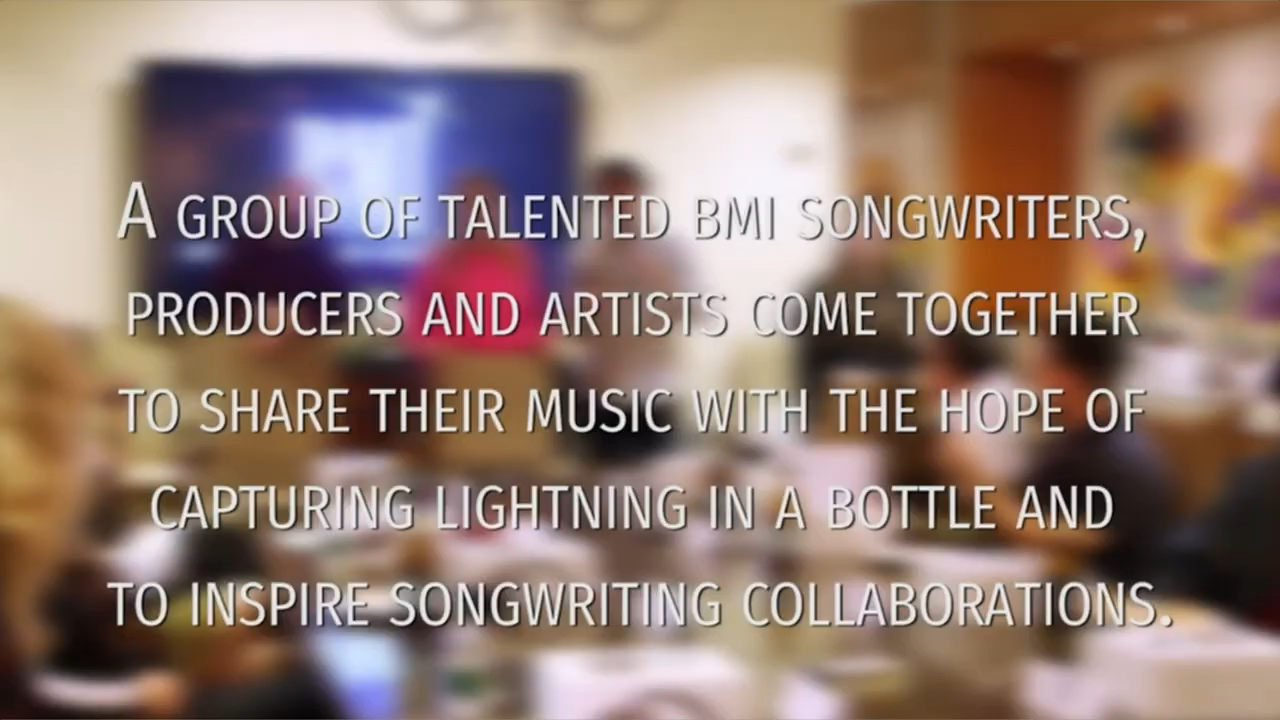 A GROUP OF TALENTED BMI SONGWRITERS,
PRODUCERS AND ARTISTS COME TOGETHER
TO SHARE THEIR MUSIC WITH THE HOPE OF
CAPTURING LIGHTNING IN A BOTTLE AND
TO INSPIRE SONGWRITING COLLABORATIONS.